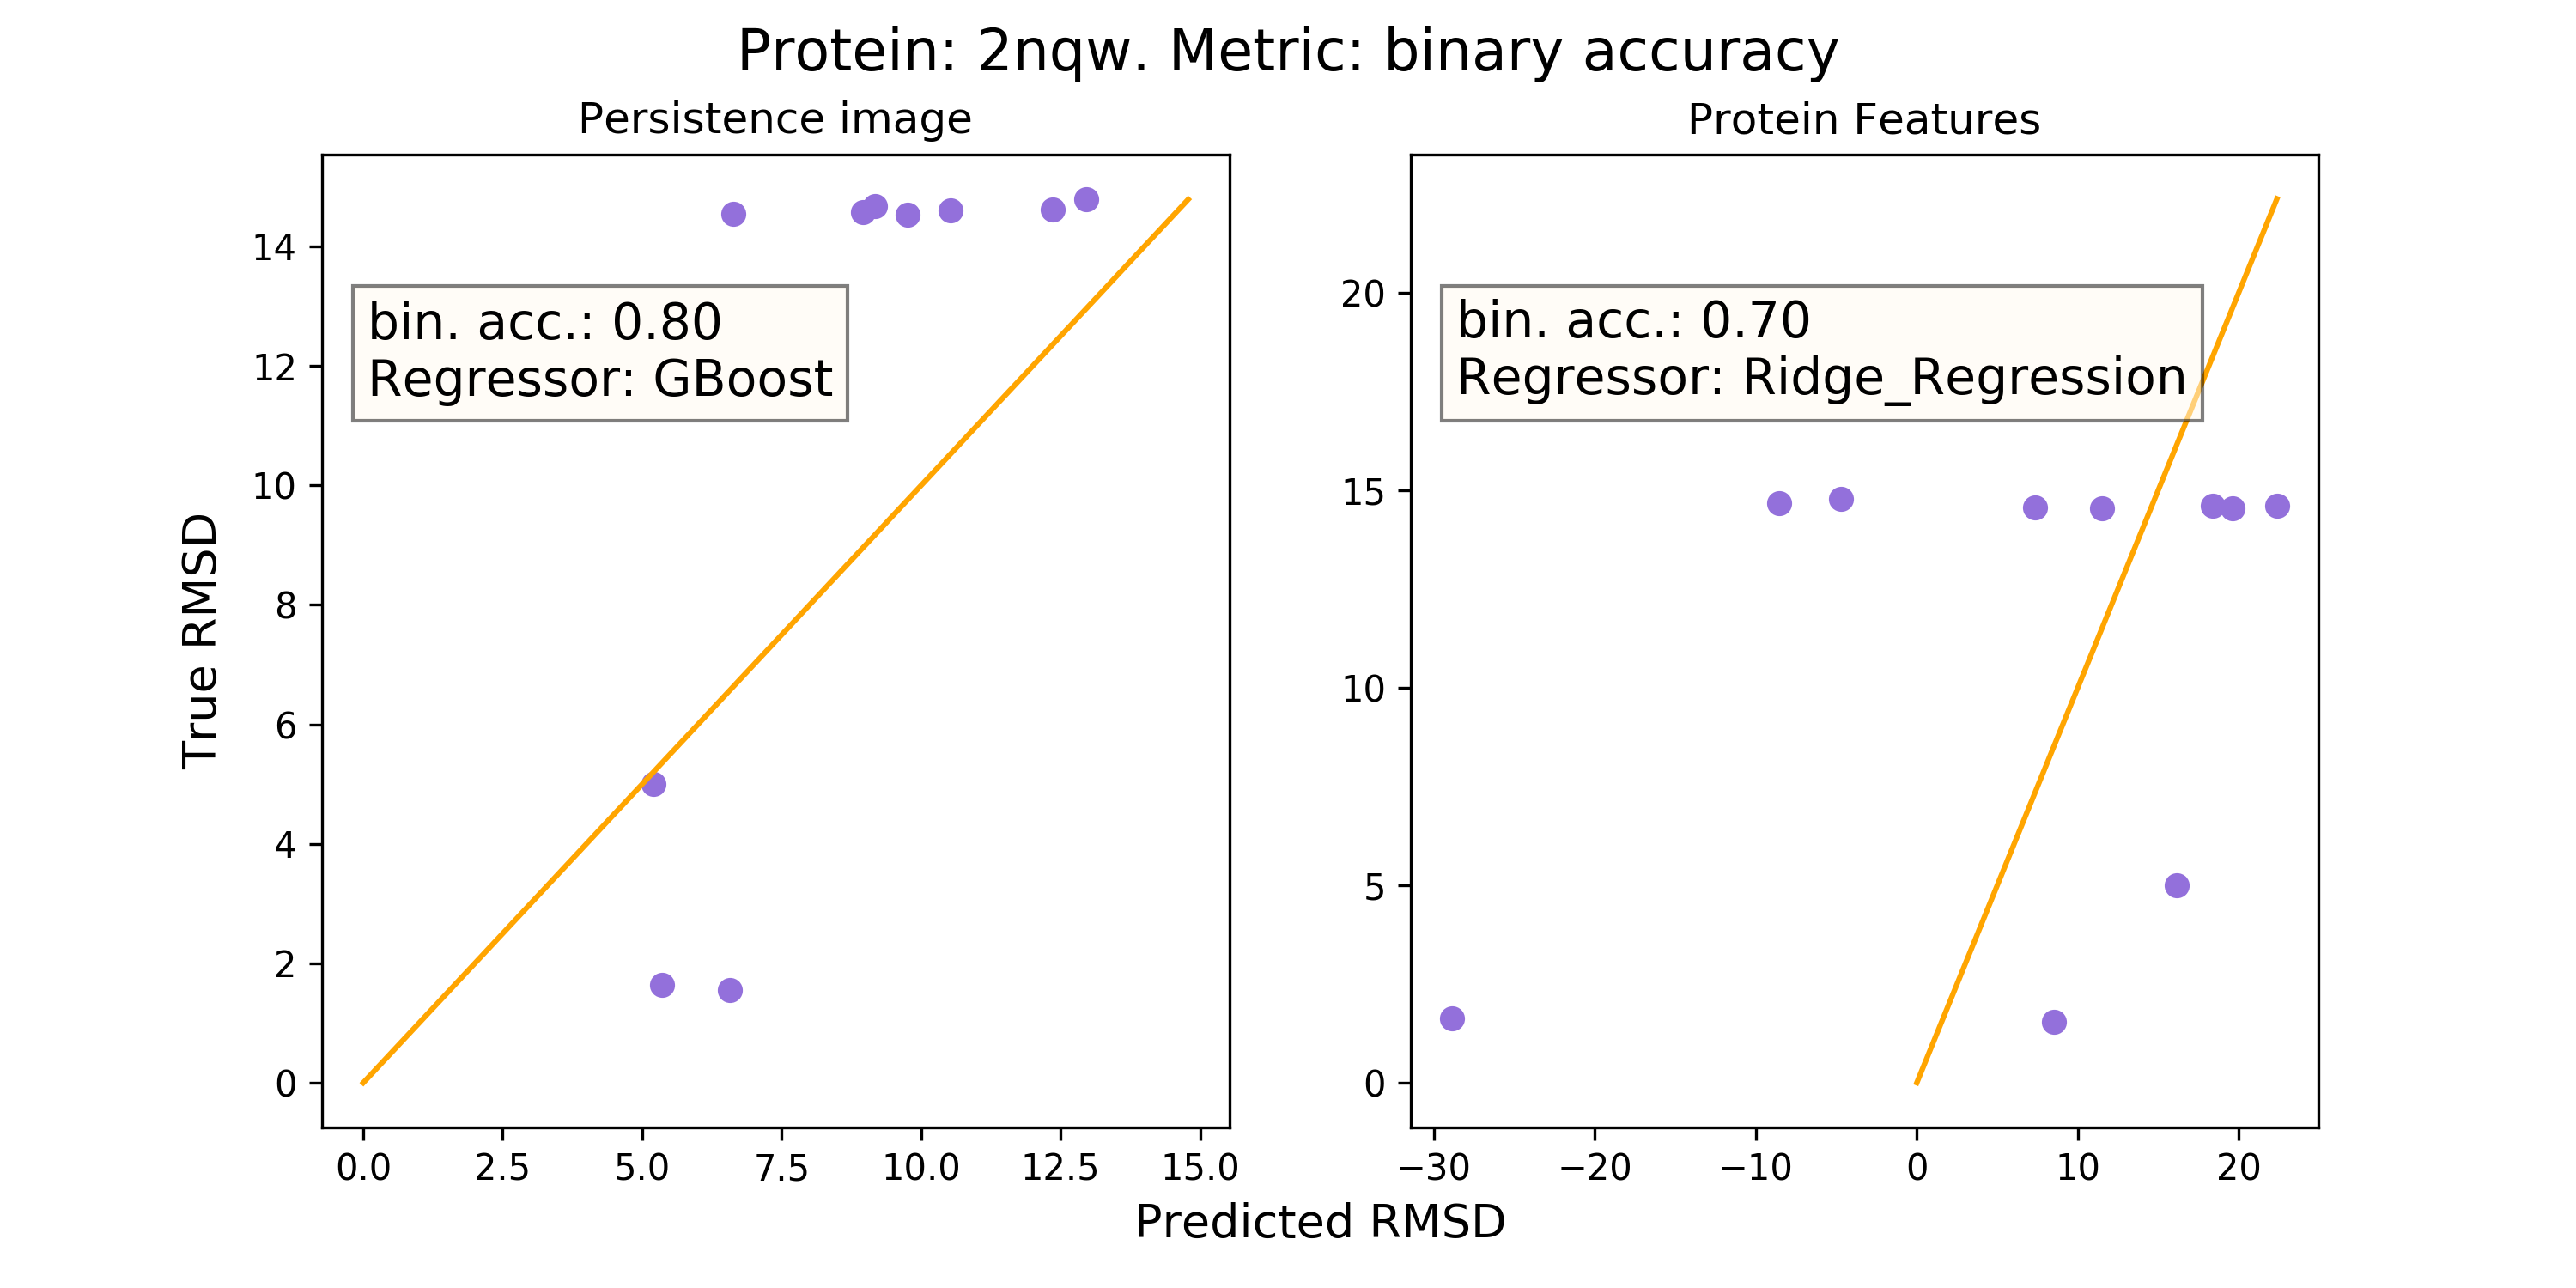 Protein: 2nqw. Metric: binary accuracy
Persistence image
True RMSD
14
12
10
8
6
4
2
0
bin. acc.: 0.80
Regressor: GBoost
0.0 2.5 5.0 7.5 10.0 12.5 15.0
Protein Features
20
15
10
5
0
bin. acc.: 0.70
Regressor: Ridge_Regression
−30 −20 −10 0 10 20
Predicted RMSD